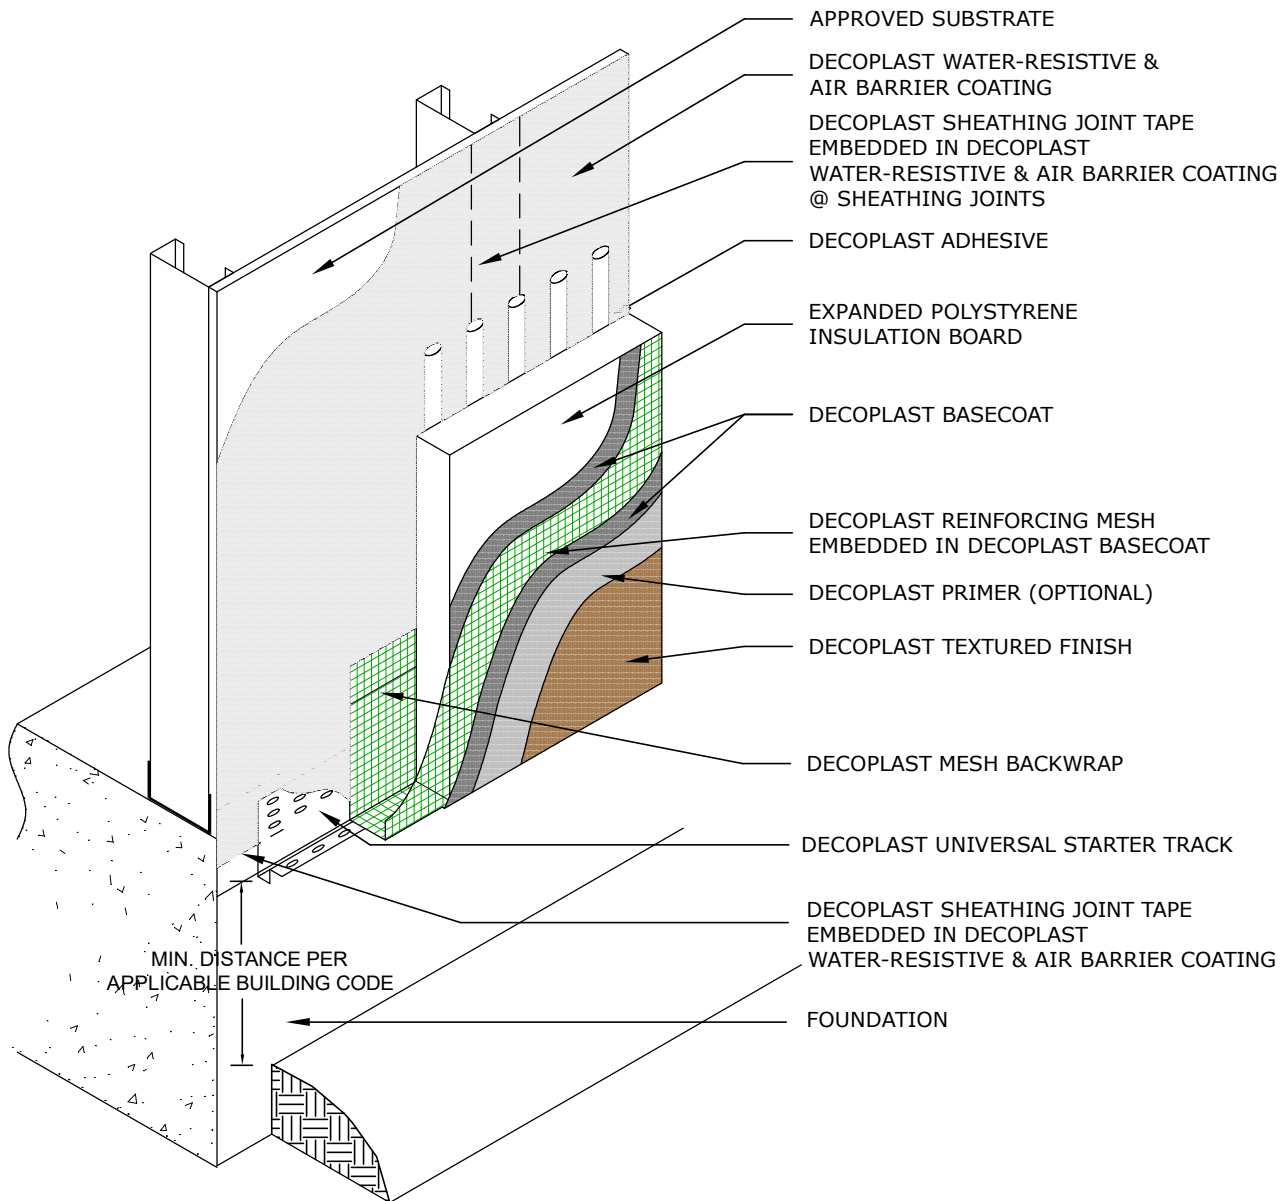 APPROVED SUBSTRATE
DECOPLAST WATER-RESISTIVE &
AIR BARRIER COATING
DECOPLAST SHEATHING JOINT TAPE
EMBEDDED IN DECOPLAST
WATER-RESISTIVE & AIR BARRIER COATING
@ SHEATHING JOINTS
DECOPLAST ADHESIVE
EXPANDED POLYSTYRENE
INSULATION BOARD
DECOPLAST BASECOAT
DECOPLAST REINFORCING MESH
EMBEDDED IN DECOPLAST BASECOAT
DECOPLAST PRIMER (OPTIONAL)
DECOPLAST TEXTURED FINISH
DECOPLAST MESH BACKWRAP
DECOPLAST UNIVERSAL STARTER TRACK
DECOPLAST SHEATHING JOINT TAPE
EMBEDDED IN DECOPLAST
WATER-RESISTIVE & AIR BARRIER COATING
MIN. DISTANCE PER
APPLICABLE BUILDING CODE
FOUNDATION